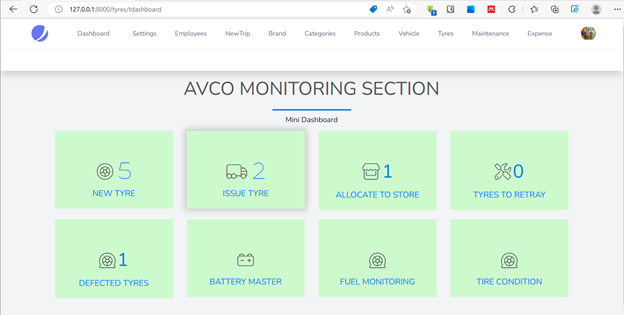 127.0.0.1:8000/tyres/tdashboard
Dashboard Settings Employees NewTrip Brand Categories Products Vehicle Tyres Maintenance Expense
AVCO MONITORING SECTION
Mini Dashboard
5 2 1 0
NEW TYRE ISSUE TYRE ALLOCATE TO STORE TYRES TO RETRAY
1
DEFECTED TYRES BATTERY MASTER FUEL MONITORING TIRE CONDITION